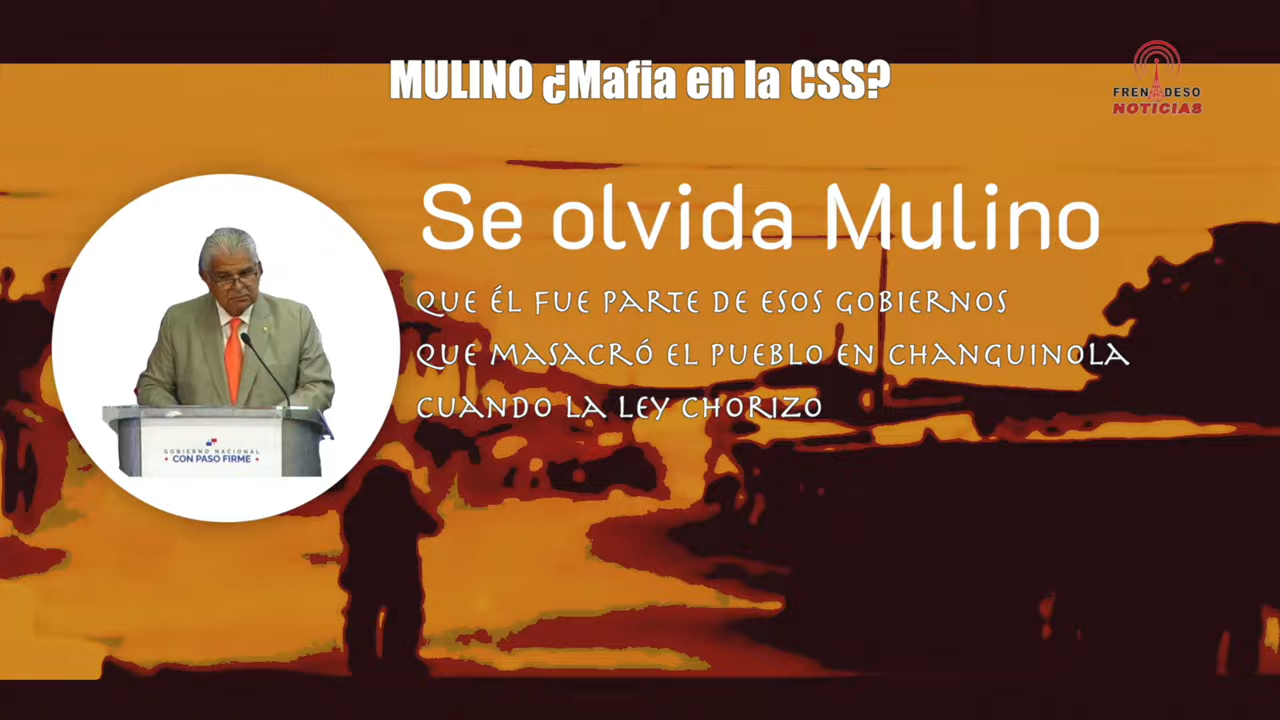 MULINO ¿Mafia en la CSS?
FRENADESO
NOTICIAS
Se olvida Mulino
QUE ÉL FUE PARTE DE ESOS GOBIERNOS
QUE MASACRÓ EL PUEBLO EN CHANGUINOLA
CUANDO LA LEY CHORIZO
GOBIERNO NACIONAL
CON PASO FIRME